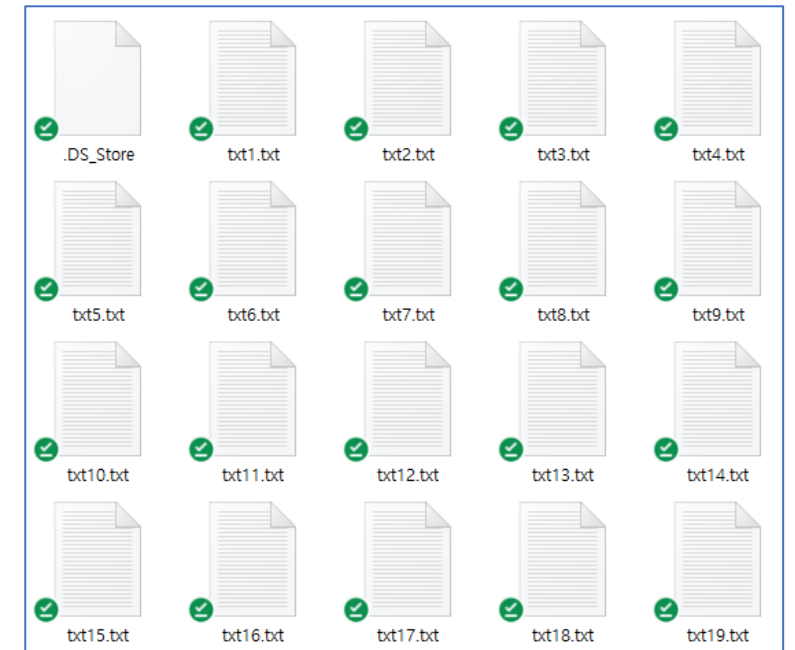 .DS_Store txt1.txt txt2.txt txt3.txt txt4.txt
txt5.txt txt6.txt txt7.txt txt8.txt txt9.txt
txt10.txt txt11.txt txt12.txt txt13.txt txt14.txt
txt15.txt txt16.txt txt17.txt txt18.txt txt19.txt